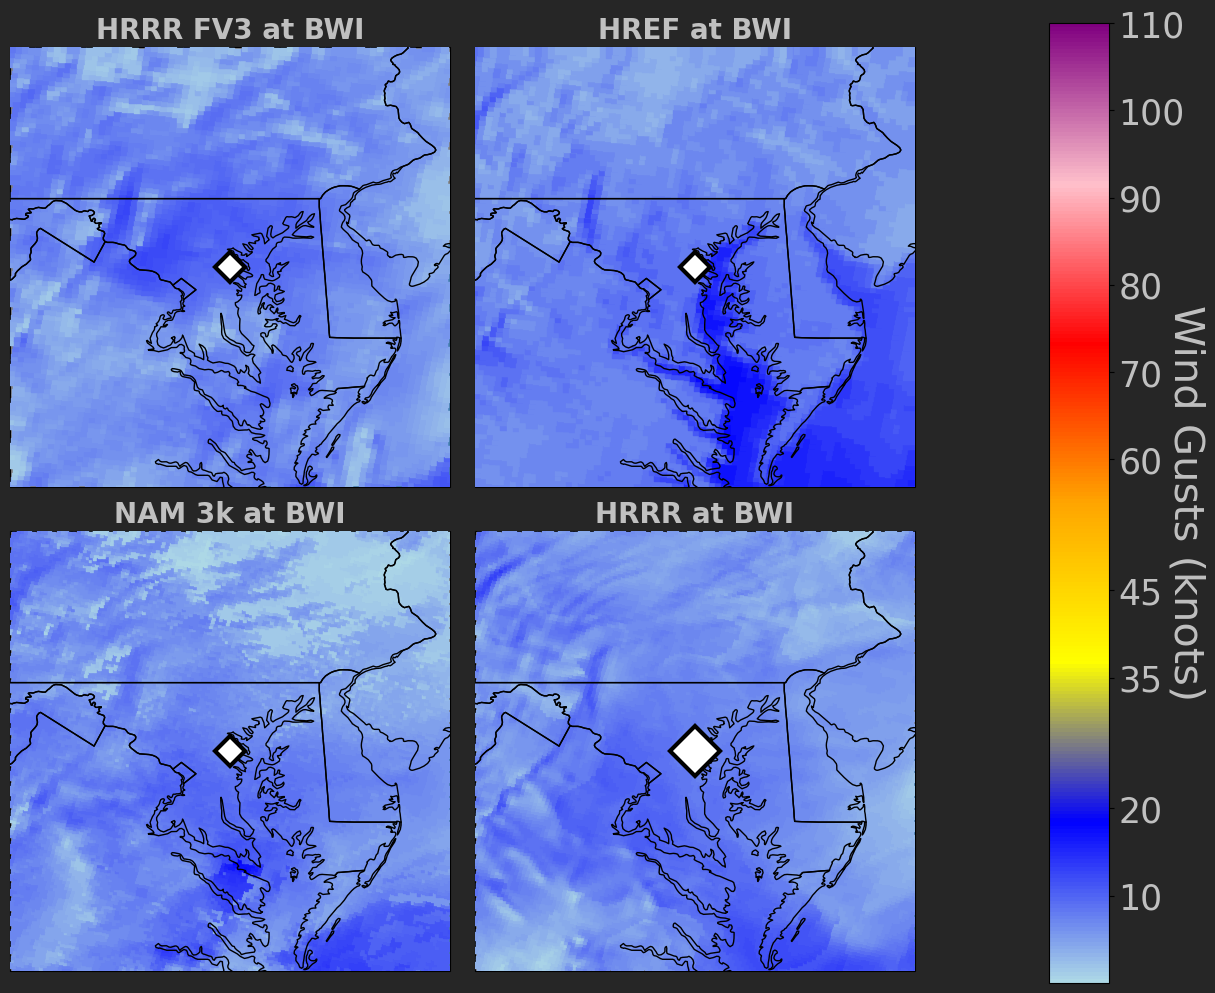 HRRR FV3 at BWI
HREF at BWI
NAM 3k at BWI
HRRR at BWI
110
100
90
80
70
60
45
35
20
10
Wind Gusts (knots)